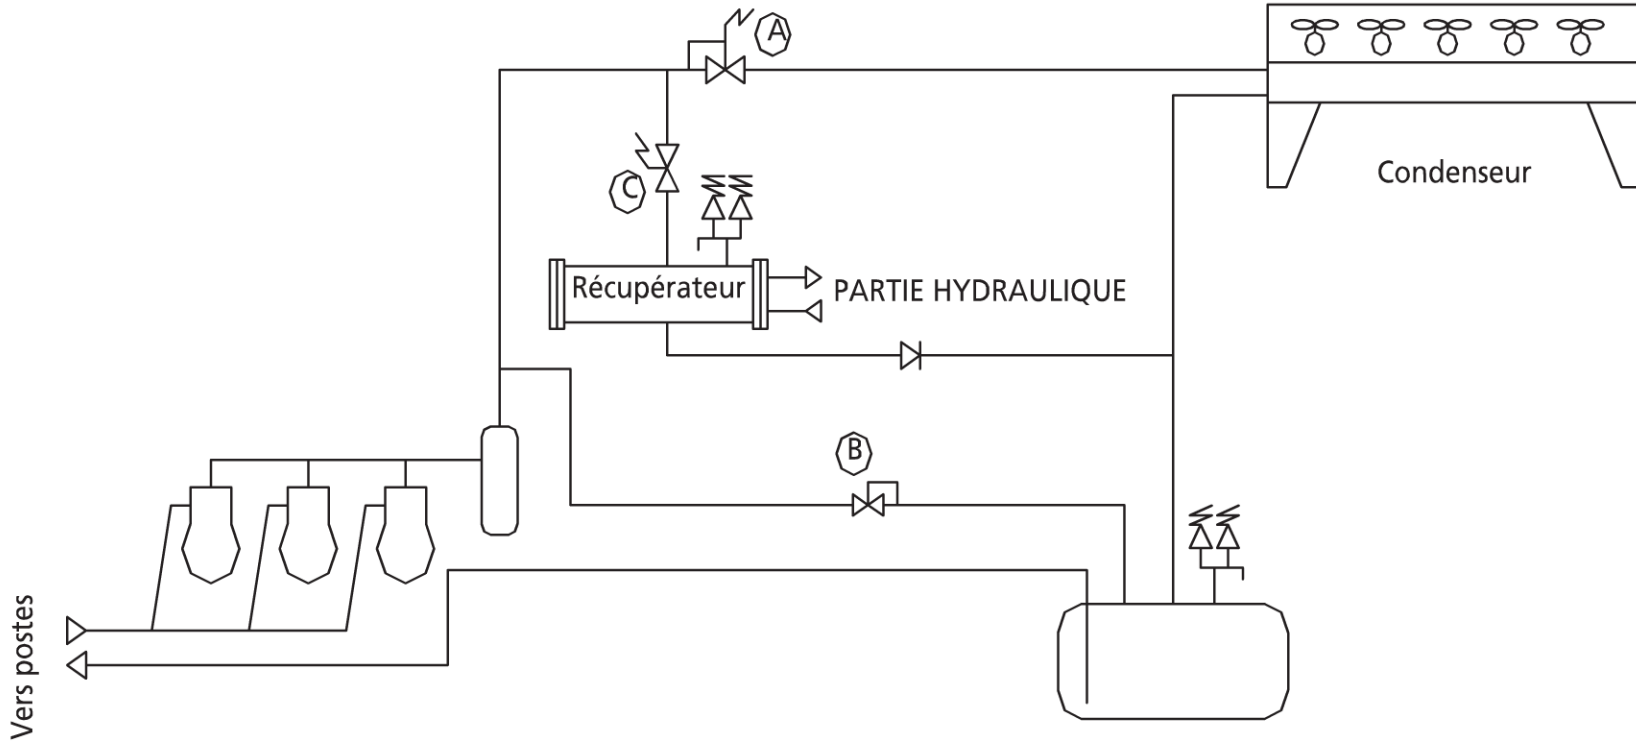 A
Condenseur
C
Récupérateur
PARTIE HYDRAULIQUE
B
Vers postes